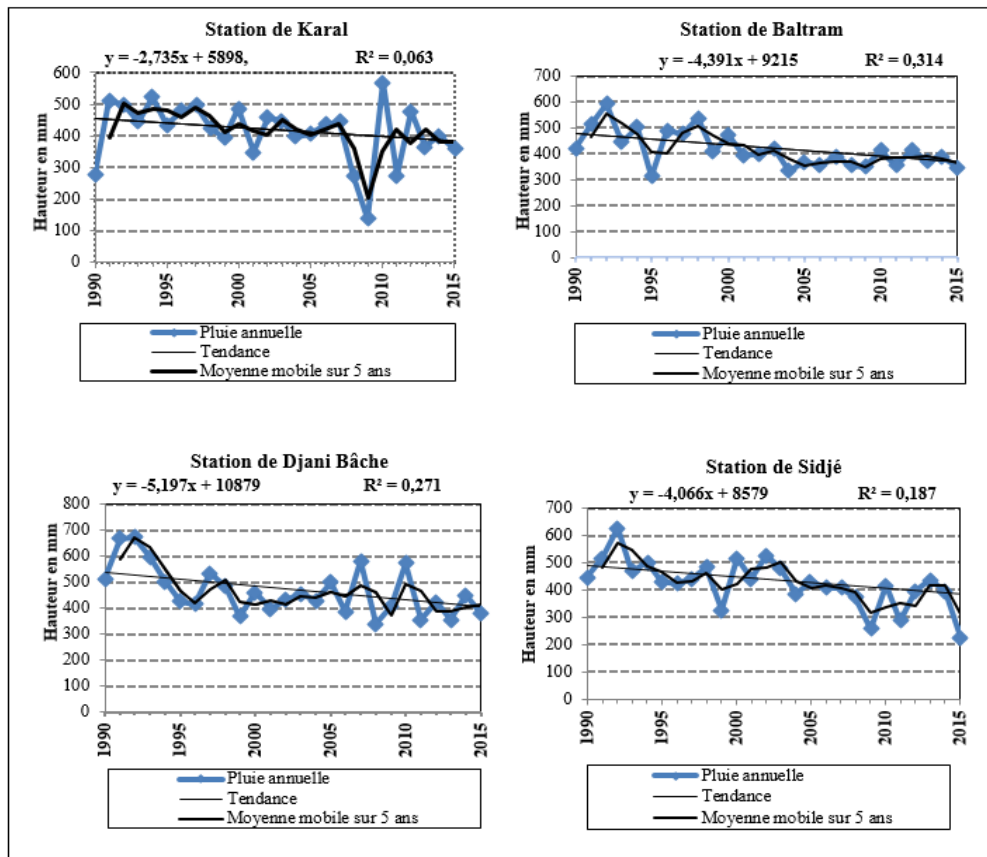 Station de Karal
y = -2,735x + 5898,   R² = 0,063
Hauteur en mm
600
500
400
300
200
100
0
1990
1995
2000
2005
2010
2015
Pluie annuelle
Tendance
Moyenne mobile sur 5 ans
Station de Baltram
y = -4,391x + 9215   R² = 0,314
Hauteur en mm
700
600
500
400
300
200
100
0
1990
1995
2000
2005
2010
2015
Pluie annuelle
Tendance
Moyenne mobile sur 5 ans
Station de Djani Bâche
y = -5,197x + 10879   R² = 0,271
Hauteur en mm
800
700
600
500
400
300
200
100
0
1990
1995
2000
2005
2010
2015
Pluie annuelle
Tendance
Moyenne mobile sur 5 ans
Station de Sidjé
y = -4,066x + 8579   R² = 0,187
Hauteur en mm
700
600
500
400
300
200
100
0
1990
1995
2000
2005
2010
2015
Pluie annuelle
Tendance
Moyenne mobile sur 5 ans